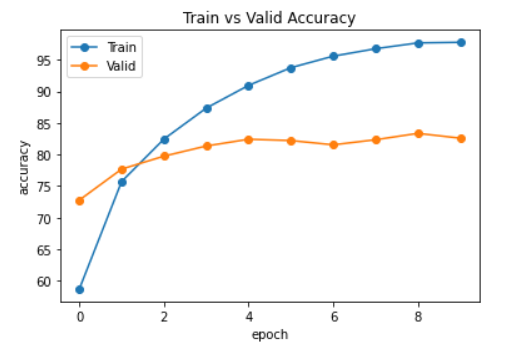 Train vs Valid Accuracy
Train
Valid
accuracy
95
90
85
80
75
70
65
60
0 2 4 6 8
epoch